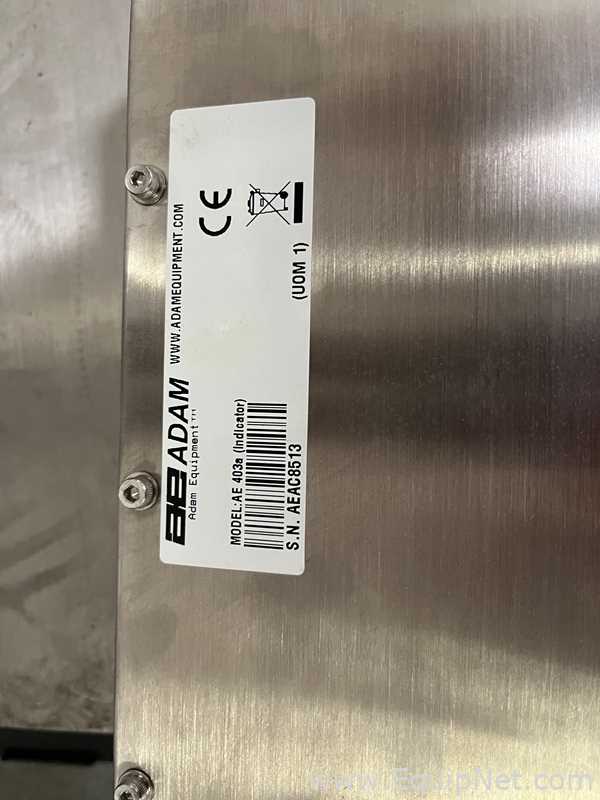 ae ADAM WWW.ADAMEQUIPMENT.COM
Adam Equipment™
MODEL:AE 403a (Indicator)
S.N. AEAC8513
(UOM 1)
CE
EquipNet.com